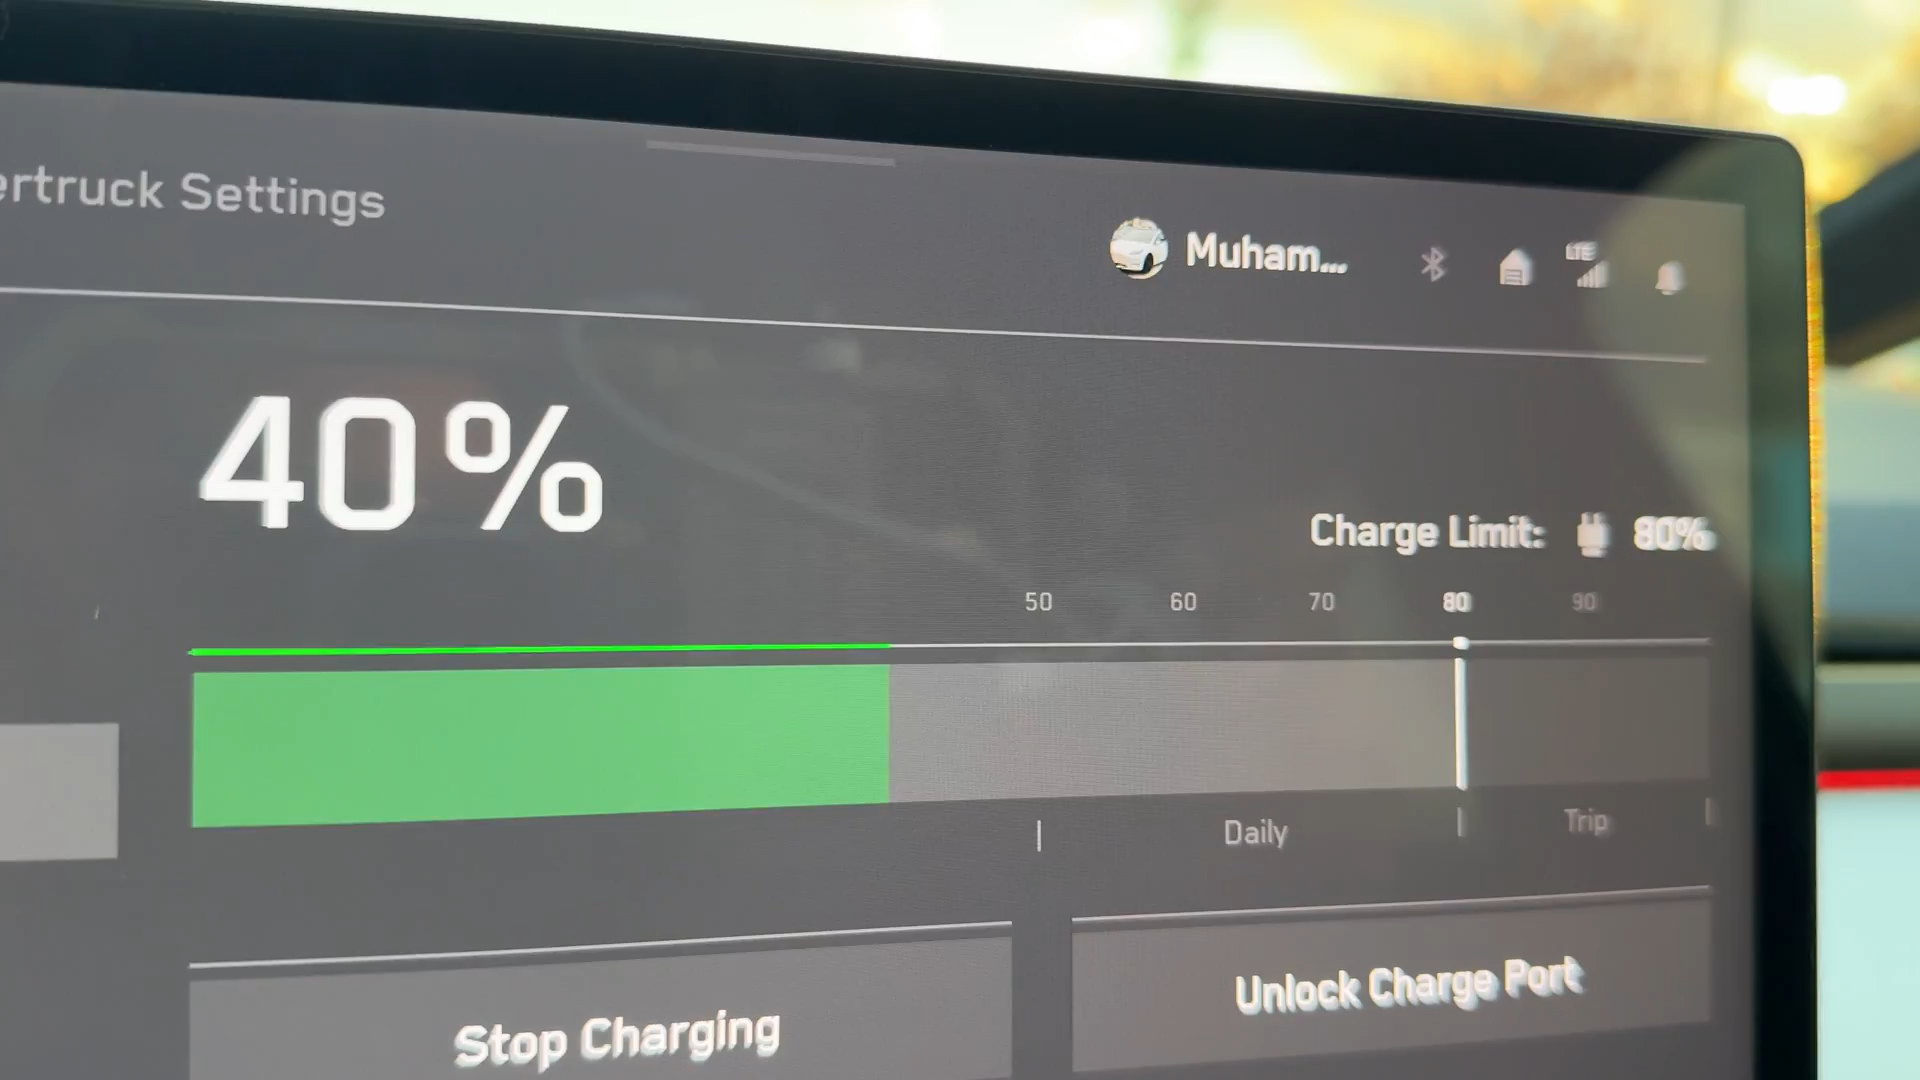 ertruck Settings
Muham...
LTE
40%
Charge Limit: 80%
50 60 70 80 90
Daily Trip
Stop Charging
Unlock Charge Port